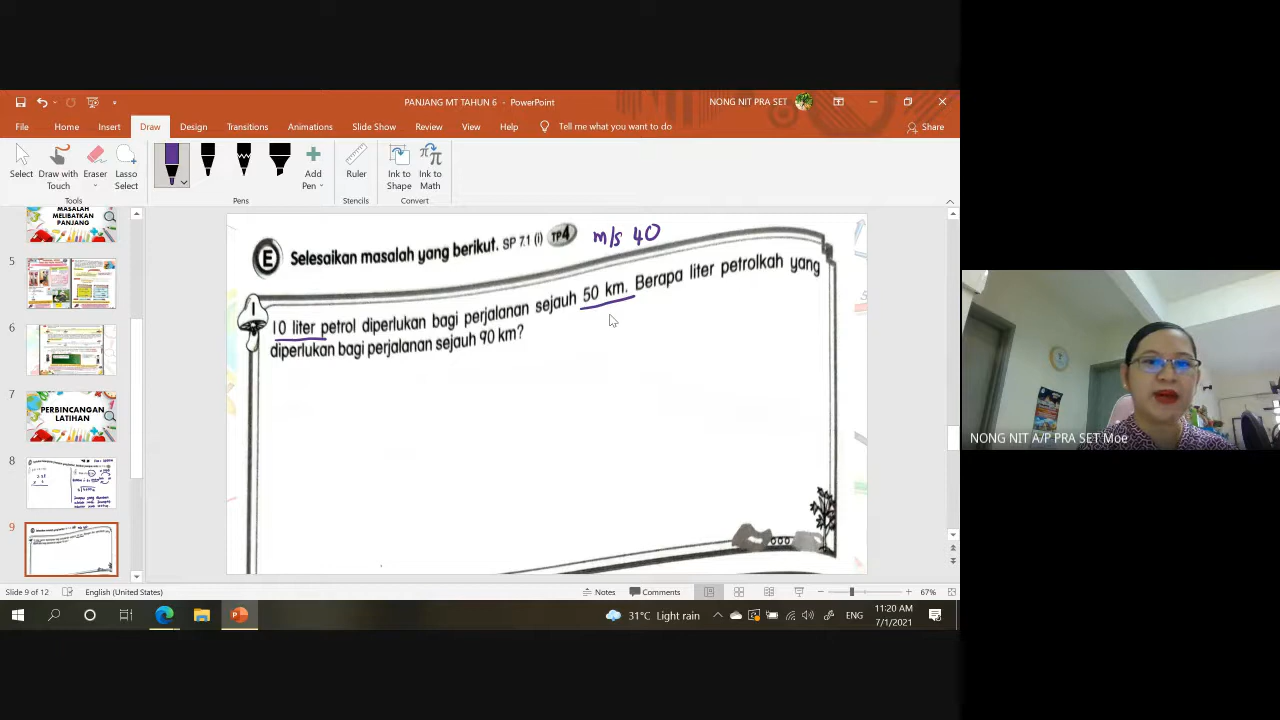 PANJANG MT TAHUN 6 - PowerPoint
NONG NIT PRA SET
File Home Insert Draw Design Transitions Animations Slide Show Review View Help Tell me what you want to do
Share
Select
Draw with Touch
Eraser
Lasso Select
Add Pen
Ruler
Ink to Shape
Ink to Math
Tools Pens Stencils Convert
MASALAH
MELIBATKAN
PANJANG
5
6
7
PERBINCANGAN
LATIHAN
8
9
E Selesaikan masalah yang berikut. SP 7.1 (i) TP4 m/s 40
1
10 liter petrol diperlukan bagi perjalanan sejauh 50 km. Berapa liter petrolkah yang
diperlukan bagi perjalanan sejauh 90 km?
NONG NIT A/P PRA SET Moe
Slide 9 of 12 English (United States) Notes Comments 67%
31°C Light rain ENG 11:20 AM
7/1/2021